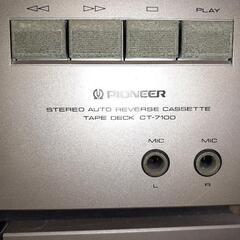 PLAY
PIONEER
STEREO AUTO REVERSE CASSETTE
TAPE DECK CT-7100
MIC MIC
L R